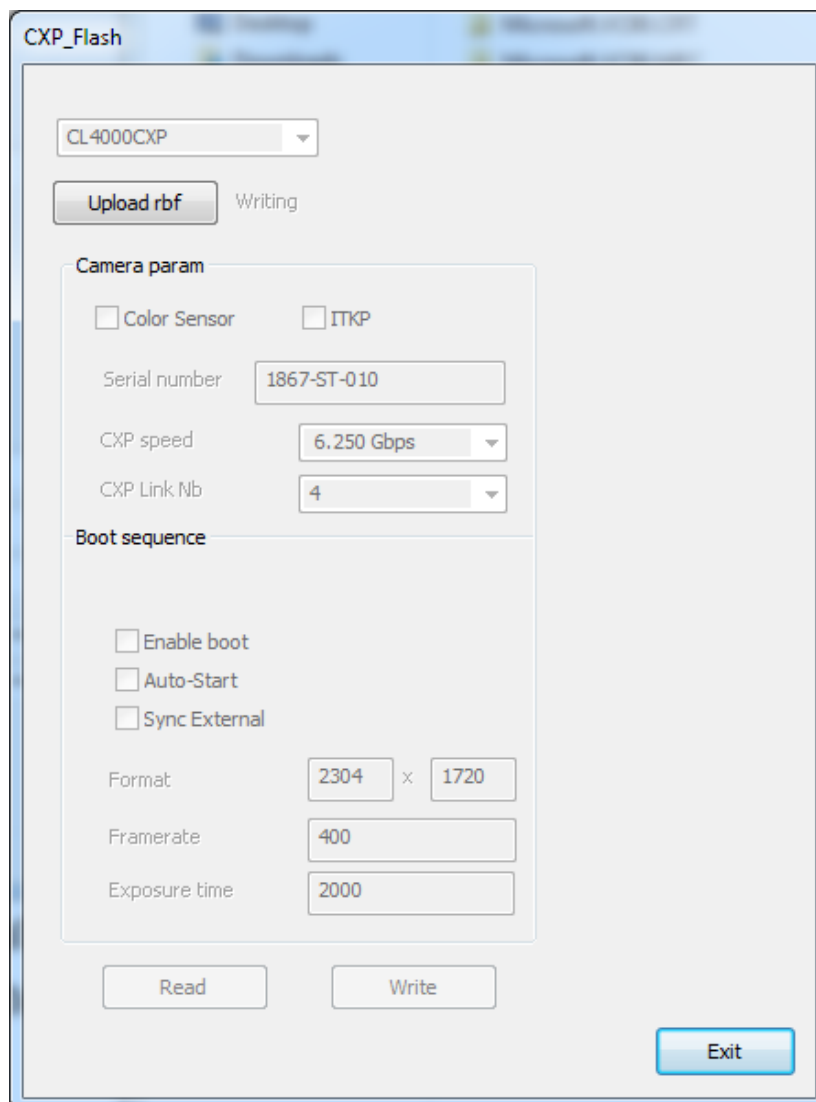 CXP_Flash
CL4000CXP
Upload rbf Writing
Camera param
Color Sensor ITKP
Serial number 1867-ST-010
CXP speed 6.250 Gbps
CXP Link Nb 4
Boot sequence
Enable boot
Auto-Start
Sync External
Format 2304 x 1720
Framerate 400
Exposure time 2000
Read Write
Exit